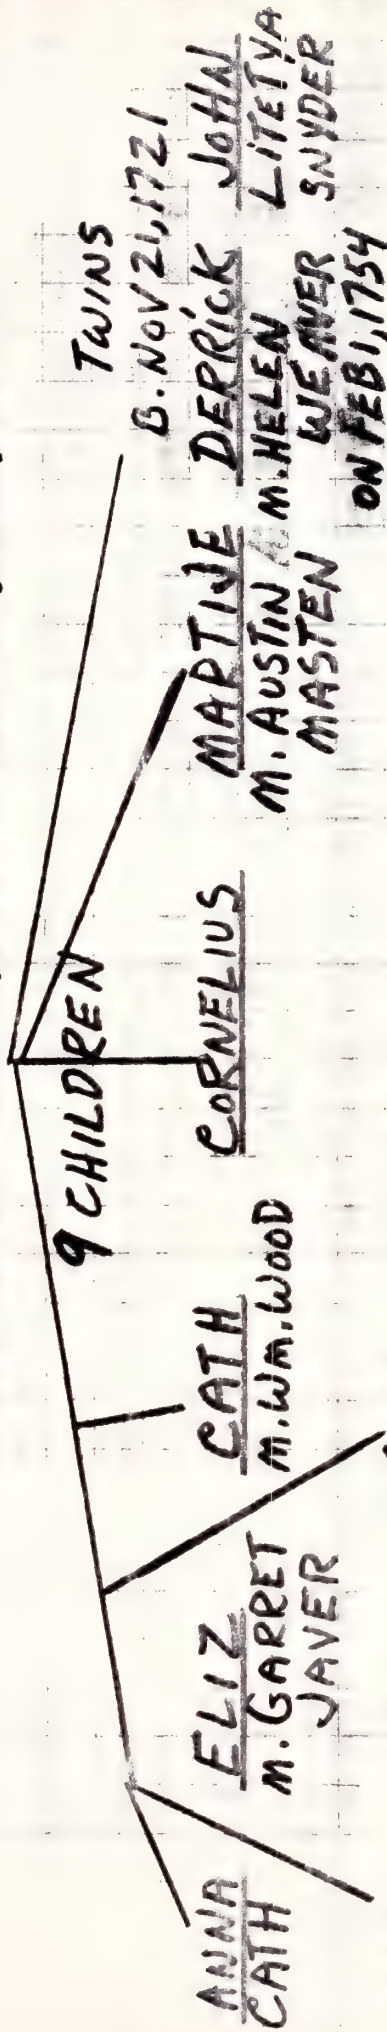 TWINS
B. NOV 21, 1721
9 CHILDREN
ANNA
CATH
ELIZ
M. GARRET
JAVER
CATH
M. WM. WOOD
CORNELIUS
MARTINE
M. AUSTIN
MASTEN
DERRICK
M. HELEN
WEAVER
ON FEB 1, 1754
JOHN
LITETYA
SNYDER